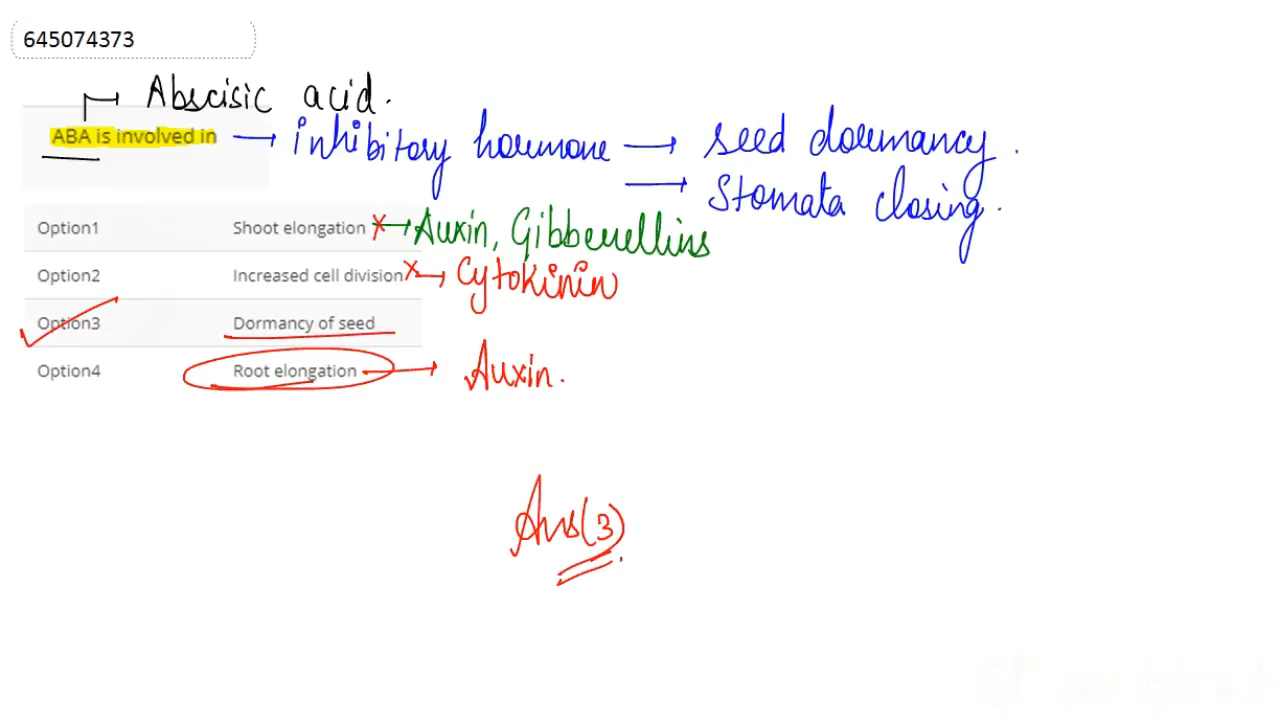 645074373
Abscisic acid.
ABA is involved in → inhibitory hormone → seed dormancy.
→ Stomata closing.
Option1 Shoot elongation x→ Auxin, Gibberellins
Option2 Increased cell division x→ Cytokinin
Option3 Dormancy of seed
Option4 Root elongation → Auxin.
Ans(3)